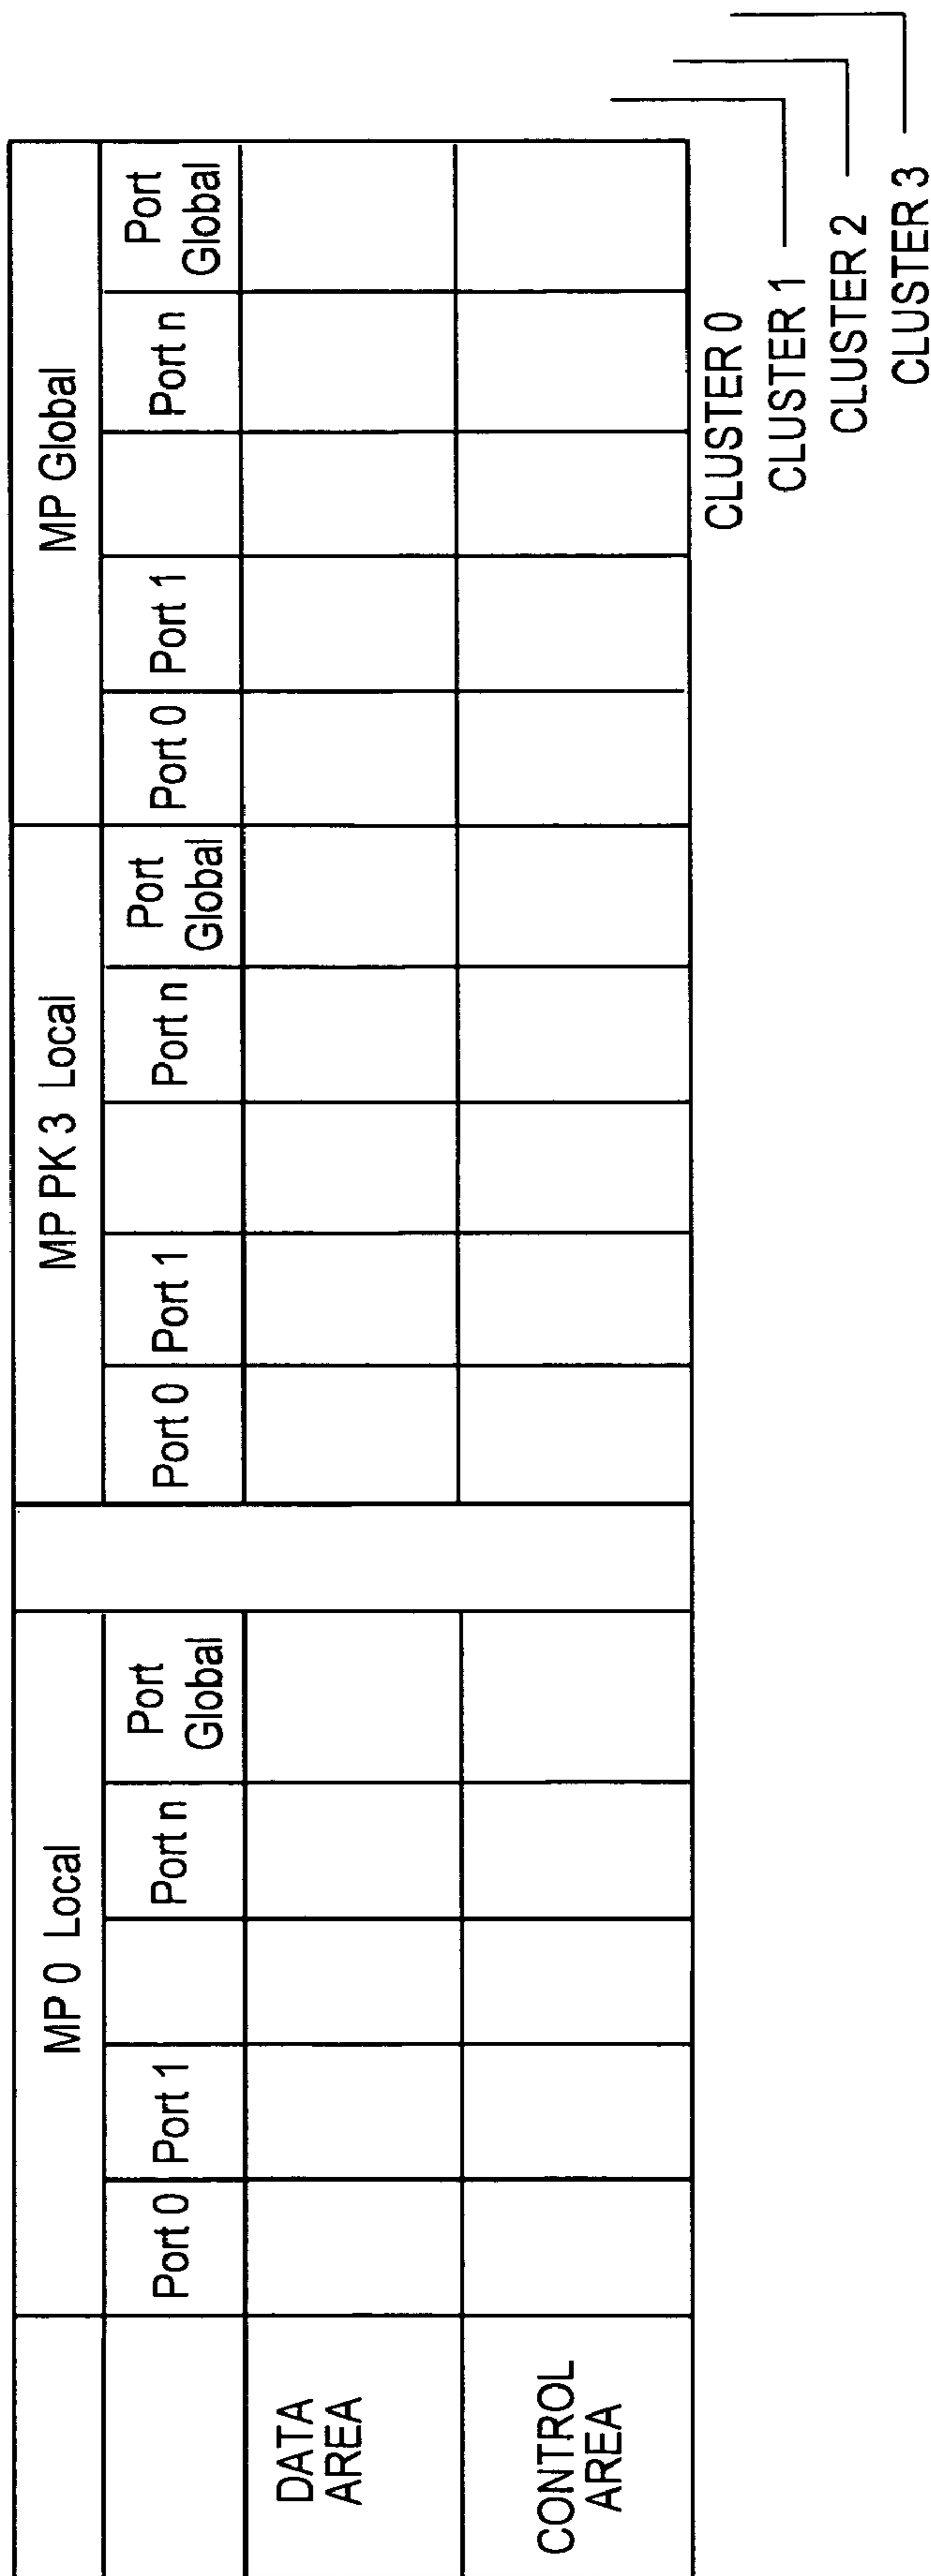 MP 0 Local
MP PK 3 Local
MP Global
Port 0
Port 1
Port n
Port
Global
Port 0
Port 1
Port n
Port
Global
Port 0
Port 1
Port n
Port
Global
DATA
AREA
CONTROL
AREA
CLUSTER 0
CLUSTER 1
CLUSTER 2
CLUSTER 3